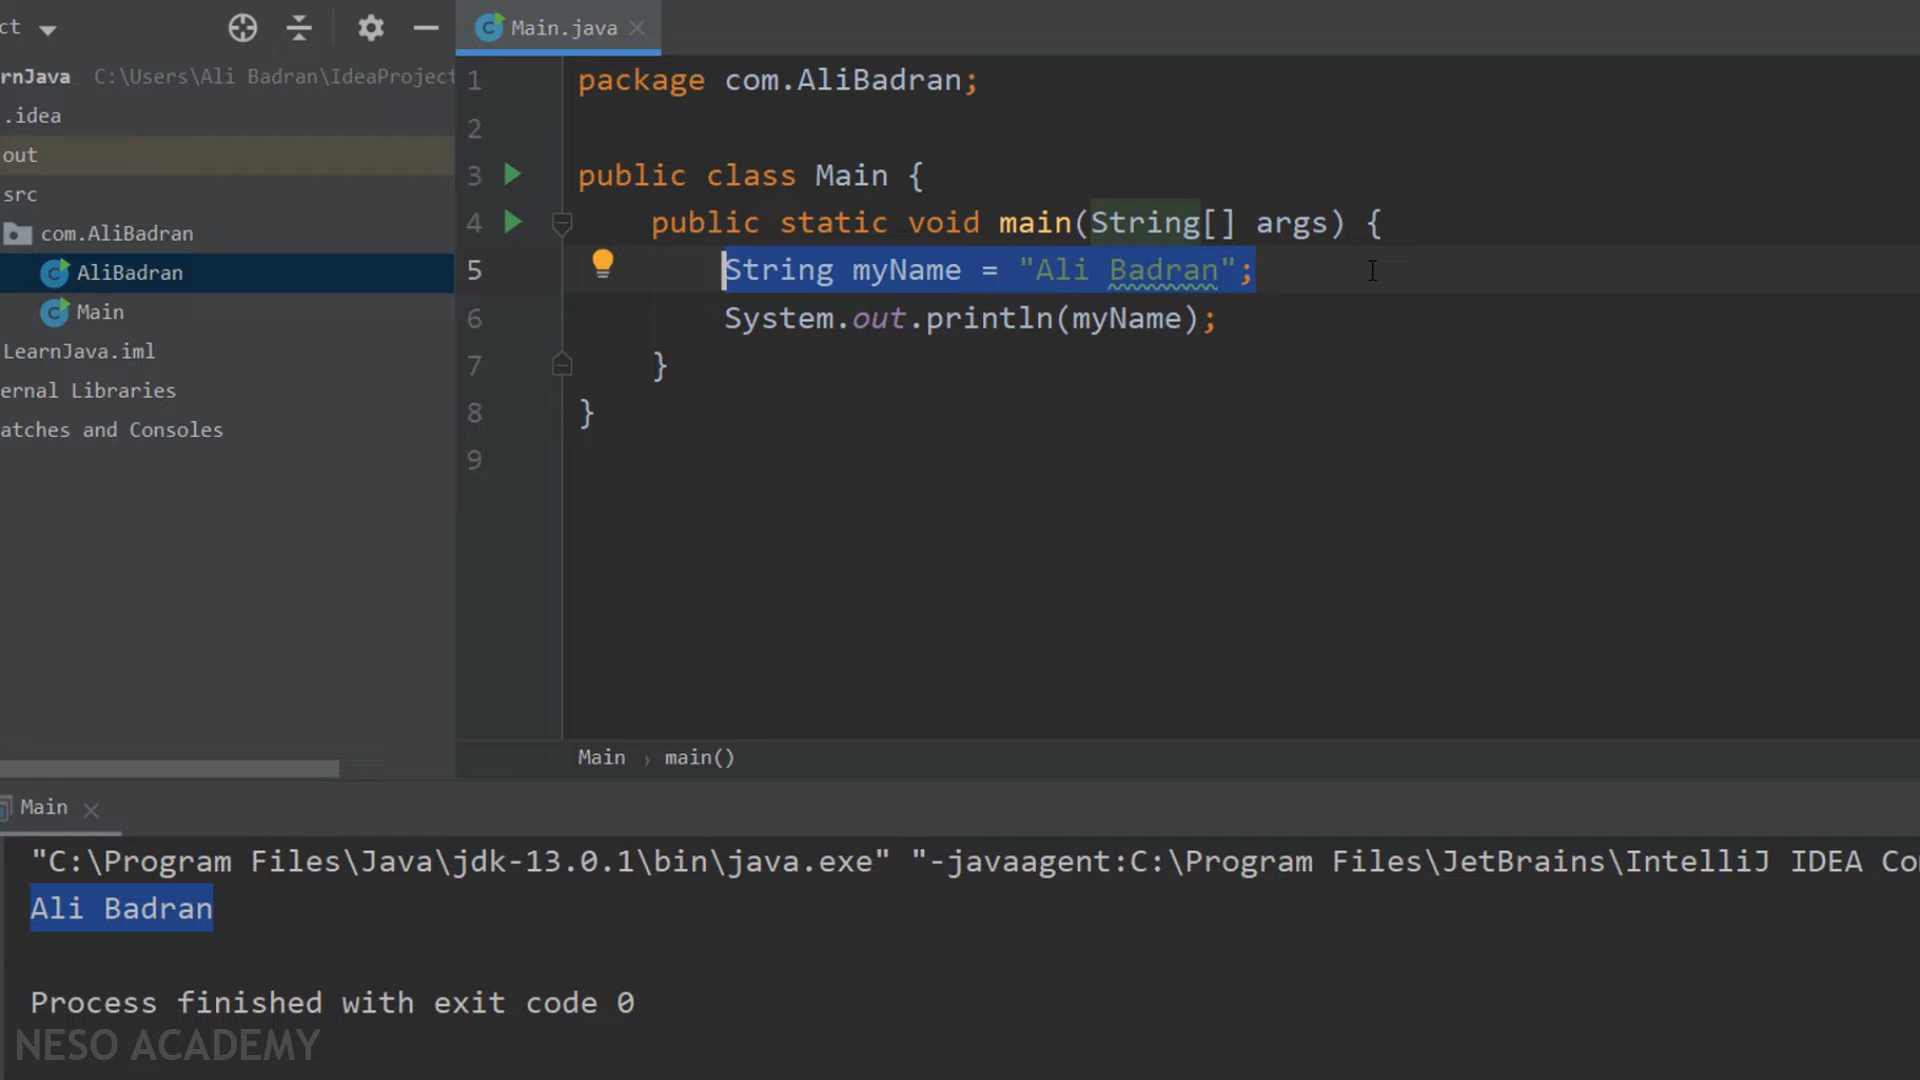 ct
Main.java
rnJava C:\Users\Ali Badran\IdeaProject
.idea
out
src
com.AliBadran
AliBadran
Main
LearnJava.iml
ernal Libraries
atches and Consoles
1 package com.AliBadran;
2
3 public class Main {
4 public static void main(String[] args) {
5 String myName = "Ali Badran";
6 System.out.println(myName);
7 }
8 }
9
Main › main()
Main
"C:\Program Files\Java\jdk-13.0.1\bin\java.exe" "-javaagent:C:\Program Files\JetBrains\IntelliJ IDEA Co
Ali Badran
Process finished with exit code 0
NESO ACADEMY